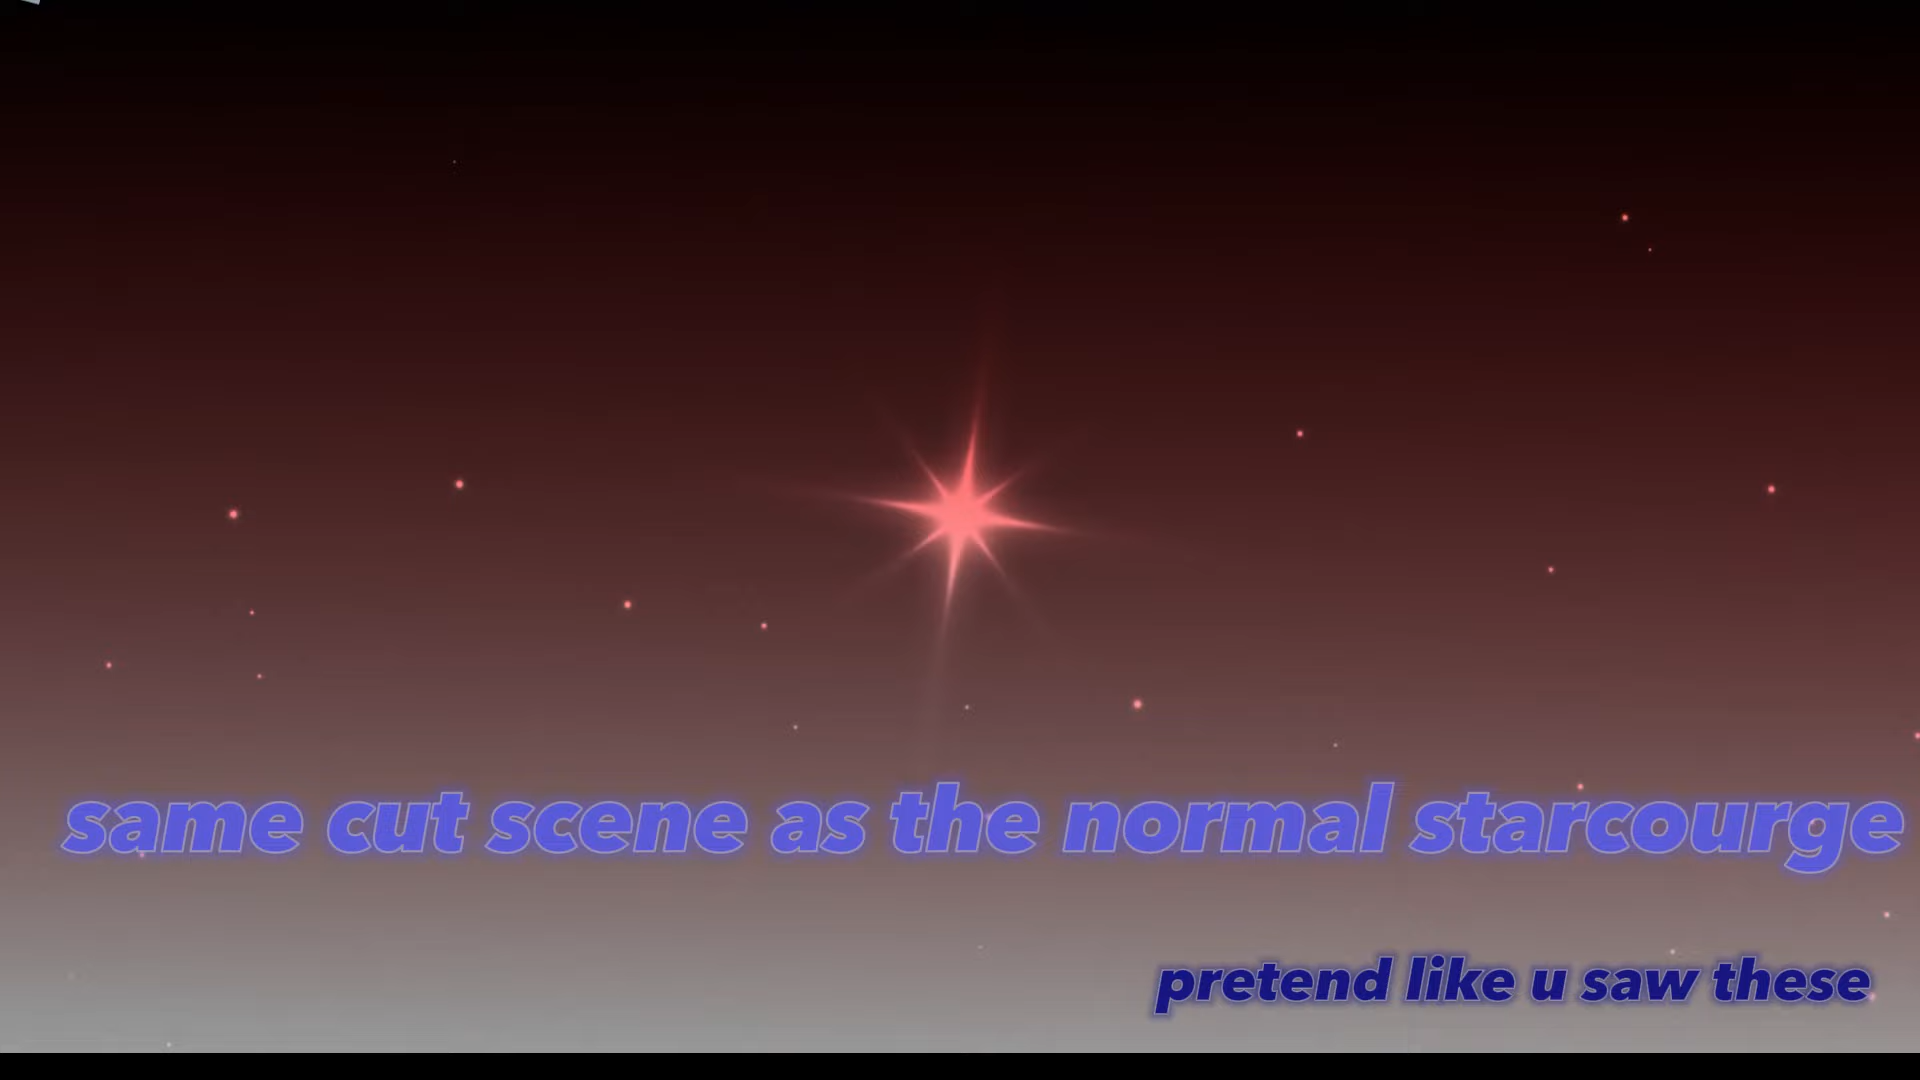 same cut scene as the normal starcourge
pretend like u saw these